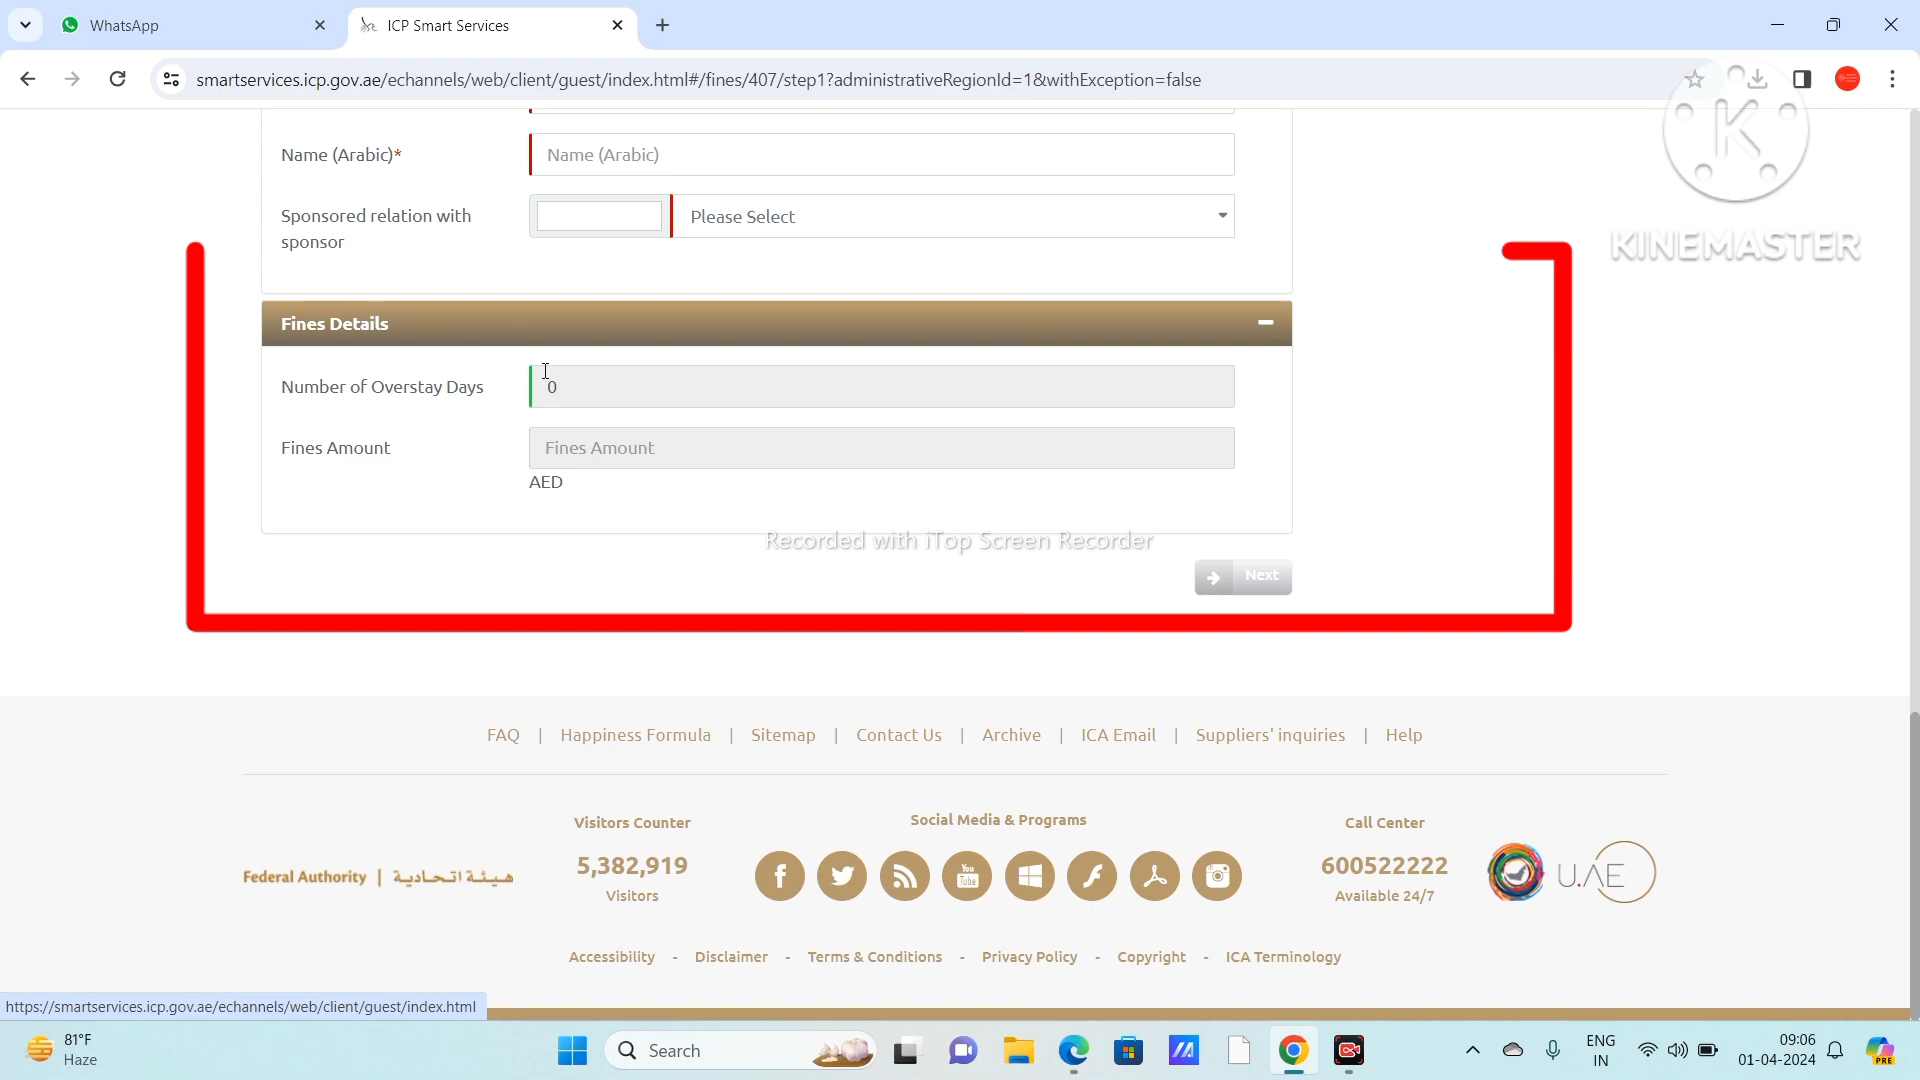 WhatsApp
ICP Smart Services
smartservices.icp.gov.ae/echannels/web/client/guest/index.html#/fines/407/step1?administrativeRegionId=1&withException=false
K
KINEMASTER
Name (Arabic)*
Name (Arabic)
Sponsored relation with
sponsor
Please Select
Fines Details
Number of Overstay Days
0
Fines Amount
Fines Amount
AED
Recorded with iTop Screen Recorder
Next
FAQ | Happiness Formula | Sitemap | Contact Us | Archive | ICA Email | Suppliers' inquiries | Help
Visitors Counter
Social Media & Programs
Call Center
5,382,919
600522222
Federal Authority | هيئة اتحادية
You
Tube
U.AE
Visitors
Available 24/7
Accessibility - Disclaimer - Terms & Conditions - Privacy Policy - Copyright - ICA Terminology
https://smartservices.icp.gov.ae/echannels/web/client/guest/index.html
81°F
Haze
Search
ENG
IN
09:06
01-04-2024
PRE